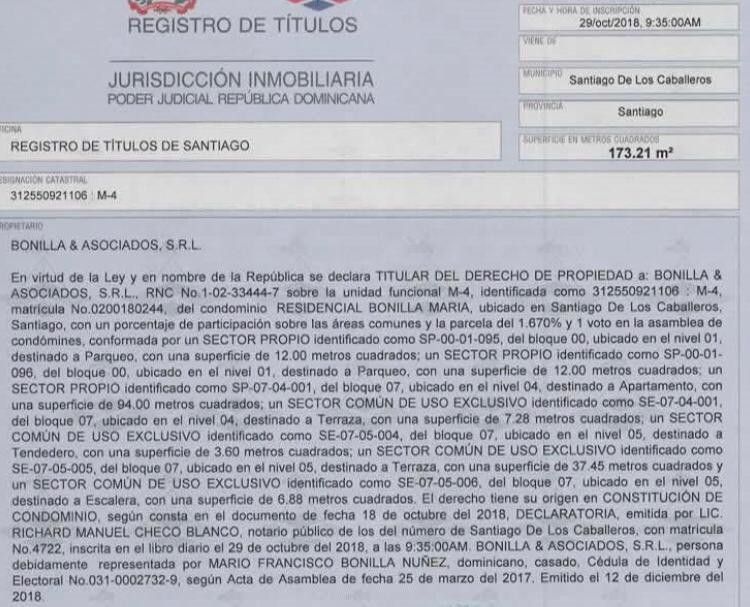 REGISTRO DE TÍTULOS
JURISDICCIÓN INMOBILIARIA
PODER JUDICIAL REPÚBLICA DOMINICANA
FECHA Y HORA DE INSCRIPCIÓN
29/oct/2018, 9:35:00AM
VIENE DE
MUNICIPIO
Santiago De Los Caballeros
PROVINCIA
Santiago
SUPERFICIE EN METROS CUADRADOS
173.21 m²
REGISTRO DE TÍTULOS DE SANTIAGO
312550921106 : M-4
BONILLA & ASOCIADOS, S.R.L.
En virtud de la Ley y en nombre de la República se declara TITULAR DEL DERECHO DE PROPIEDAD a: BONILLA &
ASOCIADOS, S.R.L., RNC No.1-02-33444-7 sobre la unidad funcional M-4, identificada como 312550921106 : M-4,
matrícula No.0200180244, del condominio RESIDENCIAL BONILLA MARIA, ubicado en Santiago De Los Caballeros,
Santiago, con un porcentaje de participación sobre las áreas comunes y la parcela del 1.670% y 1 voto en la asamblea de
condómines, conformada por un SECTOR PROPIO identificado como SP-00-01-095, del bloque 00, ubicado en el nivel 01,
destinado a Parqueo, con una superficie de 12.00 metros cuadrados; un SECTOR PROPIO identificado como SP-00-01-
096, del bloque 00, ubicado en el nivel 01, destinado a Parqueo, con una superficie de 12.00 metros cuadrados; un
SECTOR PROPIO identificado como SP-07-04-001, del bloque 07, ubicado en el nivel 04, destinado a Apartamento, con
una superficie de 94.00 metros cuadrados; un SECTOR COMÚN DE USO EXCLUSIVO identificado como SE-07-04-001,
del bloque 07, ubicado en el nivel 04, destinado a Terraza, con una superficie de 7.28 metros cuadrados; un SECTOR
COMÚN DE USO EXCLUSIVO identificado como SE-07-05-004, del bloque 07, ubicado en el nivel 05, destinado a
Tendedero, con una superficie de 3.60 metros cuadrados; un SECTOR COMÚN DE USO EXCLUSIVO identificado como
SE-07-05-005, del bloque 07, ubicado en el nivel 05, destinado a Terraza, con una superficie de 37.45 metros cuadrados y
un SECTOR COMÚN DE USO EXCLUSIVO identificado como SE-07-05-006, del bloque 07, ubicado en el nivel 05,
destinado a Escalera, con una superficie de 6.88 metros cuadrados. El derecho tiene su origen en CONSTITUCIÓN DE
CONDOMINIO, según consta en el documento de fecha 18 de octubre del 2018, DECLARATORIA, emitida por LIC.
RICHARD MANUEL CHECO BLANCO, notario público de los del número de Santiago De Los Caballeros, con matrícula
No.4722, inscrita en el libro diario el 29 de octubre del 2018, a las 9:35:00AM. BONILLA & ASOCIADOS, S.R.L., persona
debidamente representada por MARIO FRANCISCO BONILLA NUÑEZ, dominicano, casado, Cédula de Identidad y
Electoral No.031-0002732-9, según Acta de Asamblea de fecha 25 de marzo del 2017. Emitido el 12 de diciembre del
2018.